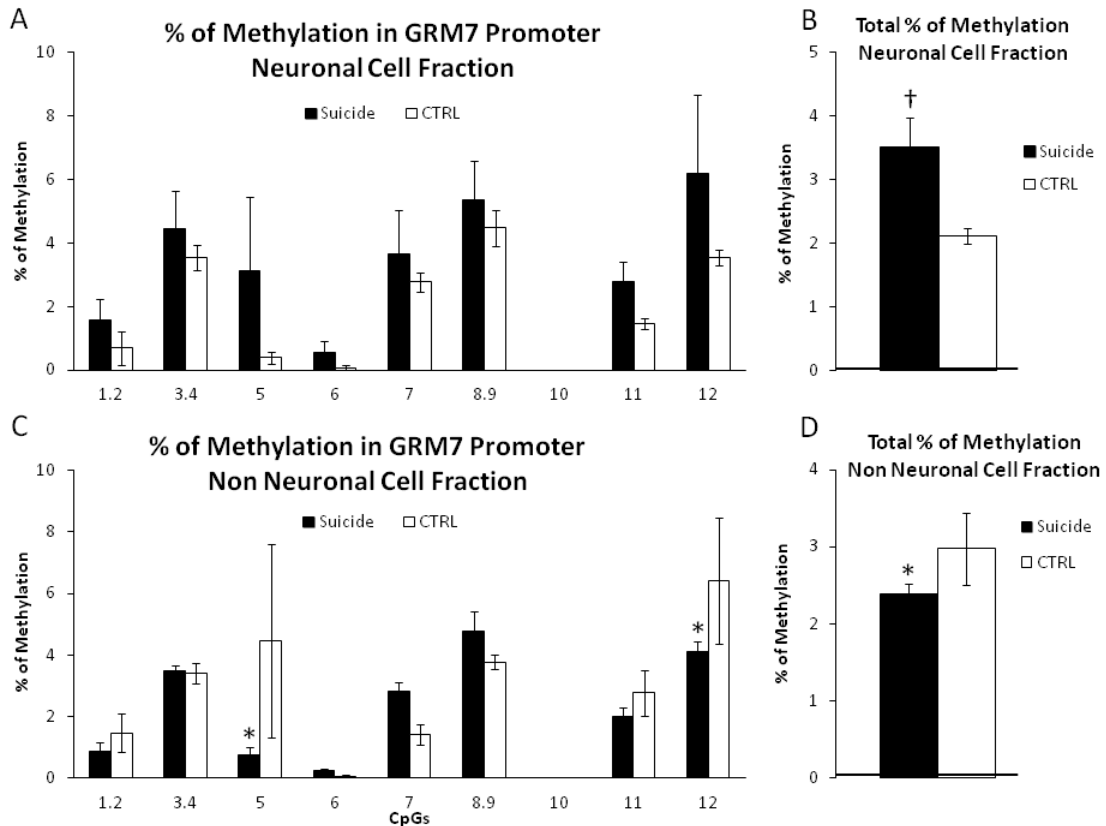 A
% of Methylation in GRM7 Promoter
Neuronal Cell Fraction
Suicide CTRL
% of Methylation
10
8
6
4
2
0
1.2 3.4 5 6 7 8.9 10 11 12
B
Total % of Methylation
Neuronal Cell Fraction
†
Suicide
CTRL
% of Methylation
5
4
3
2
1
0
C
% of Methylation in GRM7 Promoter
Non Neuronal Cell Fraction
Suicide CTRL
% of Methylation
10
8
6
4
2
0
*
*
1.2 3.4 5 6 7 8.9 10 11 12
CpGs
D
Total % of Methylation
Non Neuronal Cell Fraction
Suicide
CTRL
*
% of Methylation
4
3
2
1
0